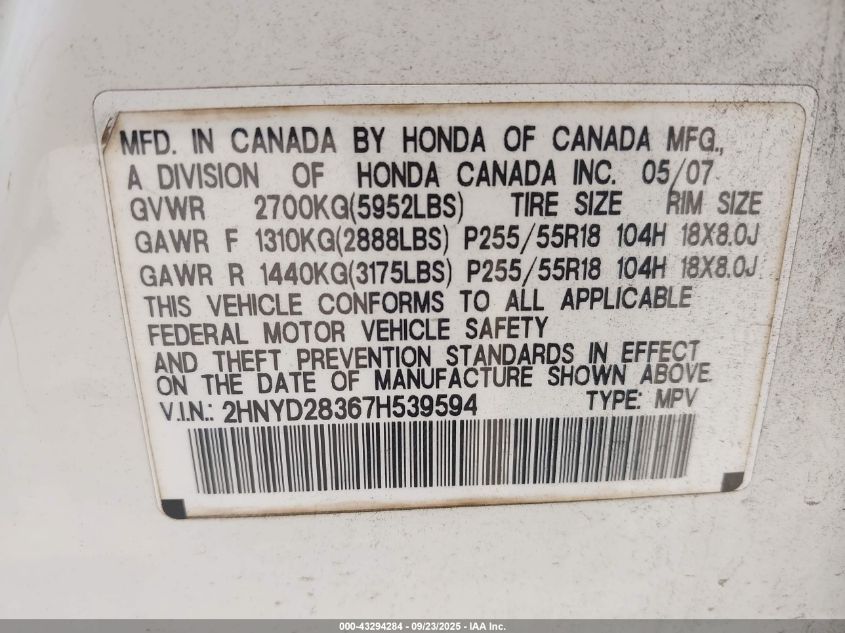 MFD. IN CANADA BY HONDA OF CANADA MFG.,
A DIVISION OF HONDA CANADA INC. 05/07
GVWR 2700KG(5952LBS) TIRE SIZE RIM SIZE
GAWR F 1310KG(2888LBS) P255/55R18 104H 18X8.0J
GAWR R 1440KG(3175LBS) P255/55R18 104H 18X8.0J
THIS VEHICLE CONFORMS TO ALL APPLICABLE
FEDERAL MOTOR VEHICLE SAFETY
AND THEFT PREVENTION STANDARDS IN EFFECT
ON THE DATE OF MANUFACTURE SHOWN ABOVE.
V.I.N.: 2HNYD28367H539594 TYPE: MPV
000-43294284 - 09/23/2025 - IAA Inc.